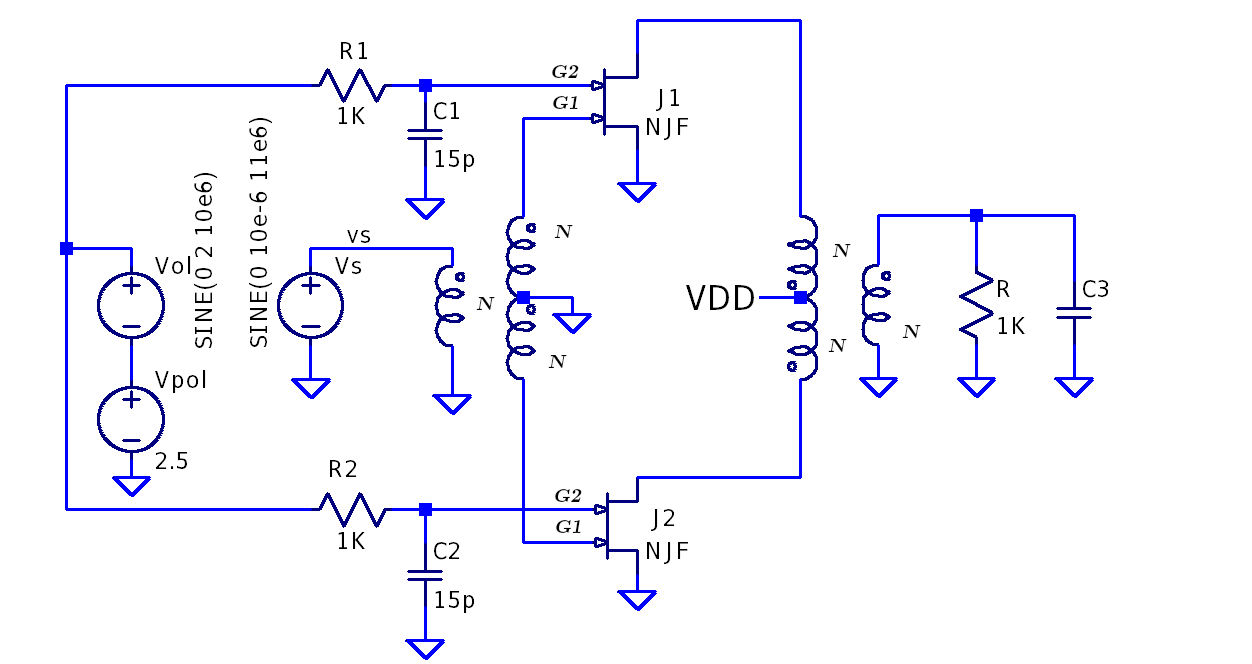 R1
1K
C1
15p
G2
G1
J1
NJF
SINE(0 2 10e6)
SINE(0 10e-6 11e6)
Vol
vs
Vs
N
N
N
VDD
N
N
N
R
1K
C3
Vpol
2.5
R2
1K
C2
15p
G2
G1
J2
NJF